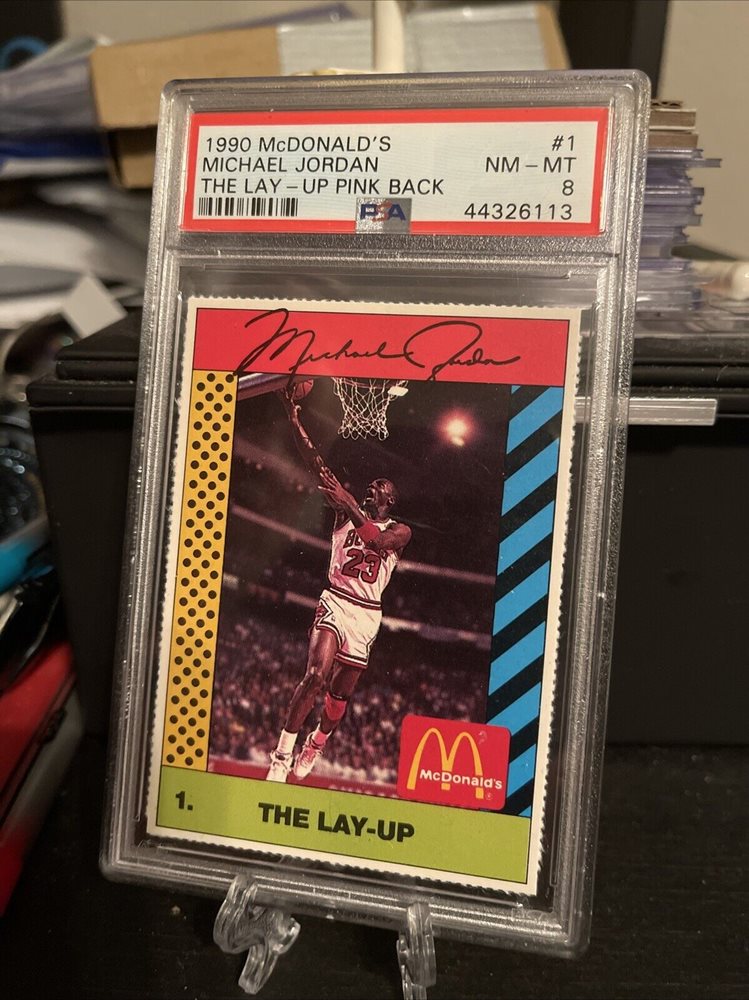 1990 McDONALD'S #1
MICHAEL JORDAN NM – MT
THE LAY – UP PINK BACK 8
PSA 44326113
Michael Jordan
BULLS
23
McDonald's
1. THE LAY-UP